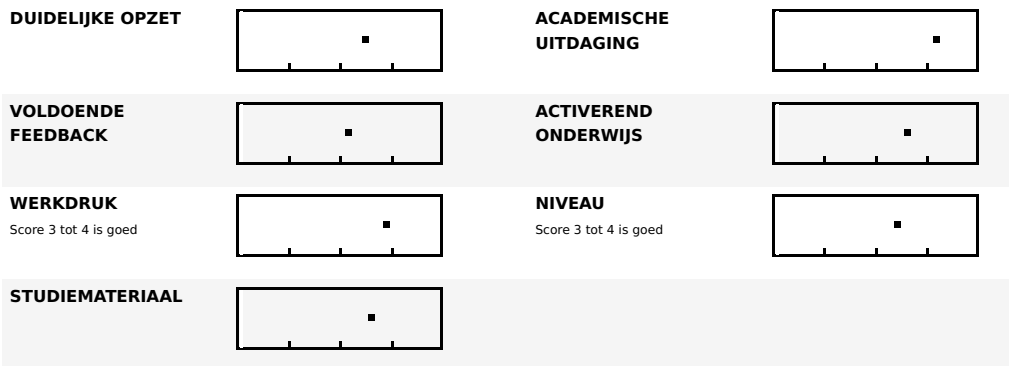 DUIDELIJKE OPZET
ACADEMISCHE
UITDAGING
VOLDOENDE
FEEDBACK
ACTIVEREND
ONDERWIJS
WERKDRUK
Score 3 tot 4 is goed
NIVEAU
Score 3 tot 4 is goed
STUDIEMATERIAAL